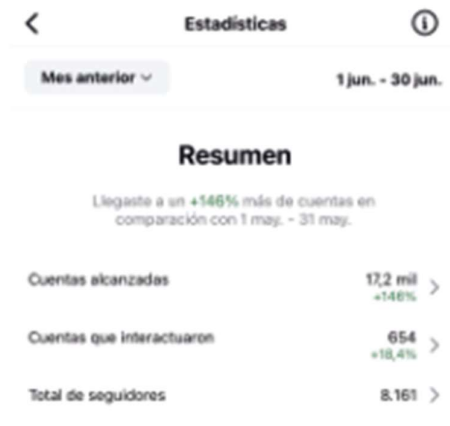 Estadísticas
Mes anterior
1 jun. - 30 jun.
Resumen
Llegaste a un +146% más de cuentas en
comparación con 1 may. - 31 may.
Cuentas alcanzadas
17,2 mil
+146%
Cuentas que interactuaron
654
+18,4%
Total de seguidores
8.161